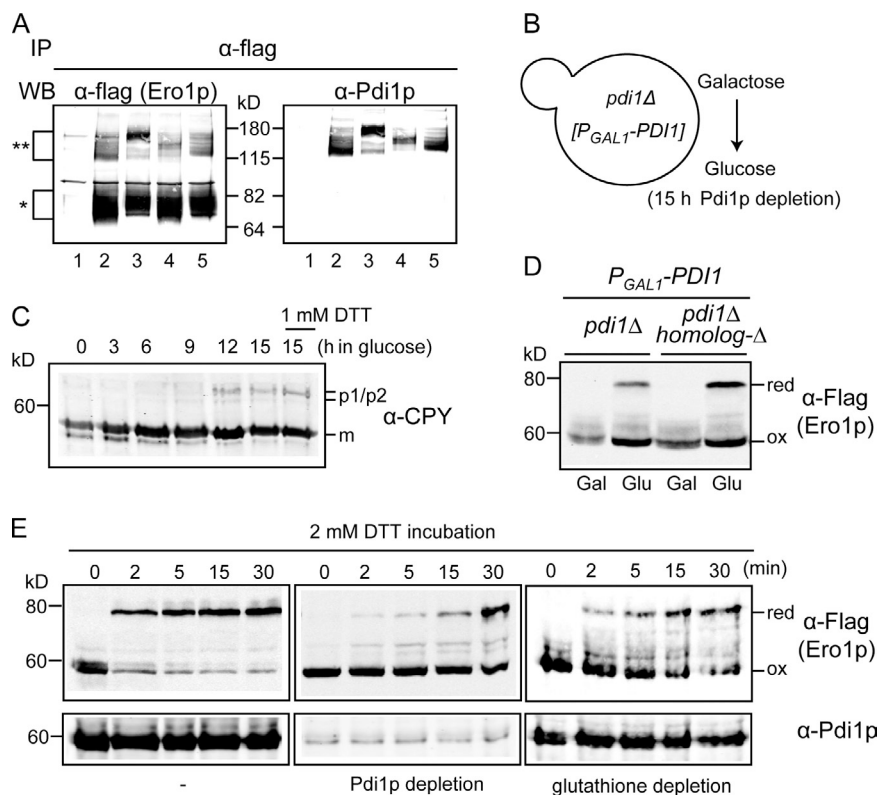 A
IP
α-flag
WB
α-flag (Ero1p)
kD
α-Pdi1p
**
*
180
115
82
64
1 2 3 4 5
1 2 3 4 5
B
pdi1Δ
[P_GAL1-PDI1]
Galactose
Glucose
(15 h Pdi1p depletion)
C
1 mM DTT
0 3 6 9 12 15 15 (h in glucose)
kD
60
p1/p2
m
α-CPY
D
P_GAL1-PDI1
pdi1Δ
pdi1Δ
homolog-Δ
kD
80
60
red
ox
α-Flag
(Ero1p)
Gal Glu Gal Glu
E
2 mM DTT incubation
0 2 5 15 30 0 2 5 15 30 0 2 5 15 30 (min)
kD
80
60
red
ox
α-Flag
(Ero1p)
60
α-Pdi1p
- Pdi1p depletion glutathione depletion